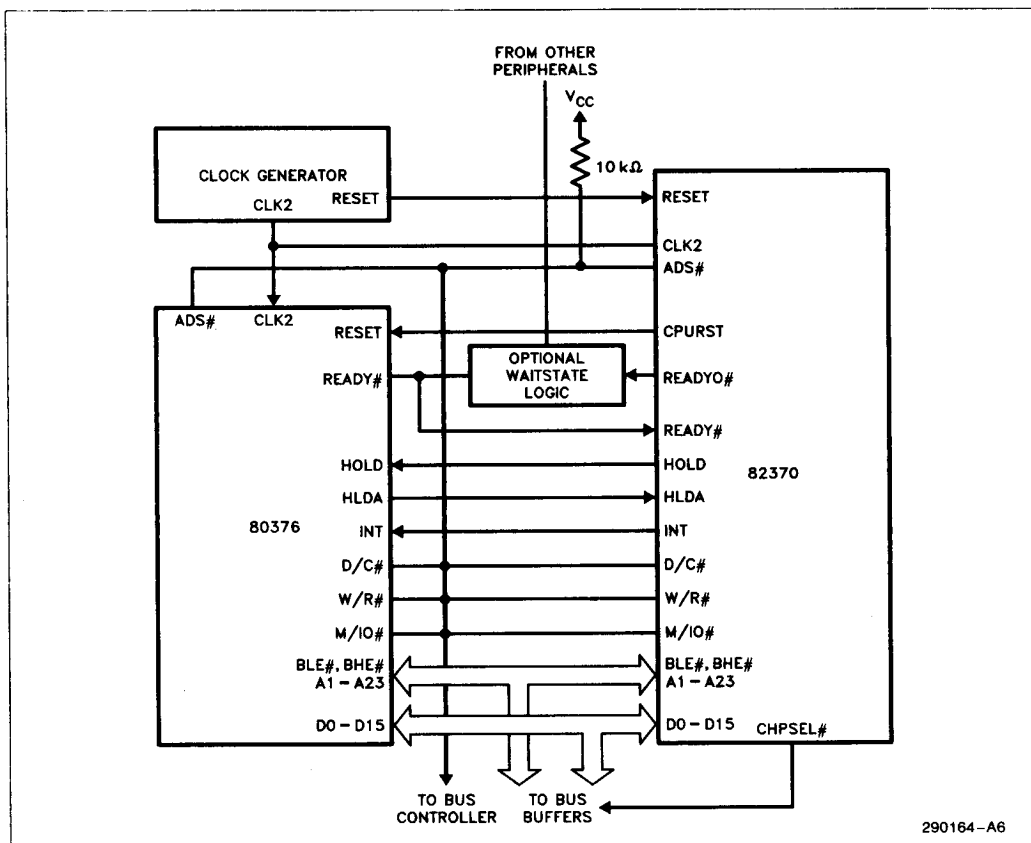 FROM OTHER
PERIPHERALS
VCC
10 kΩ
CLOCK GENERATOR
RESET
CLK2
RESET
CLK2
ADS#
ADS#
CLK2
RESET
CPURST
OPTIONAL
WAITSTATE
LOGIC
READY#
READYO#
READY#
HOLD
HOLD
82370
HLDA
HLDA
80376
INT
INT
D/C#
D/C#
W/R#
W/R#
M/IO#
M/IO#
BLE#, BHE#
A1–A23
BLE#, BHE#
A1–A23
D0–D15
D0–D15
CHPSEL#
TO BUS
CONTROLLER
TO BUS
BUFFERS
290164–A6